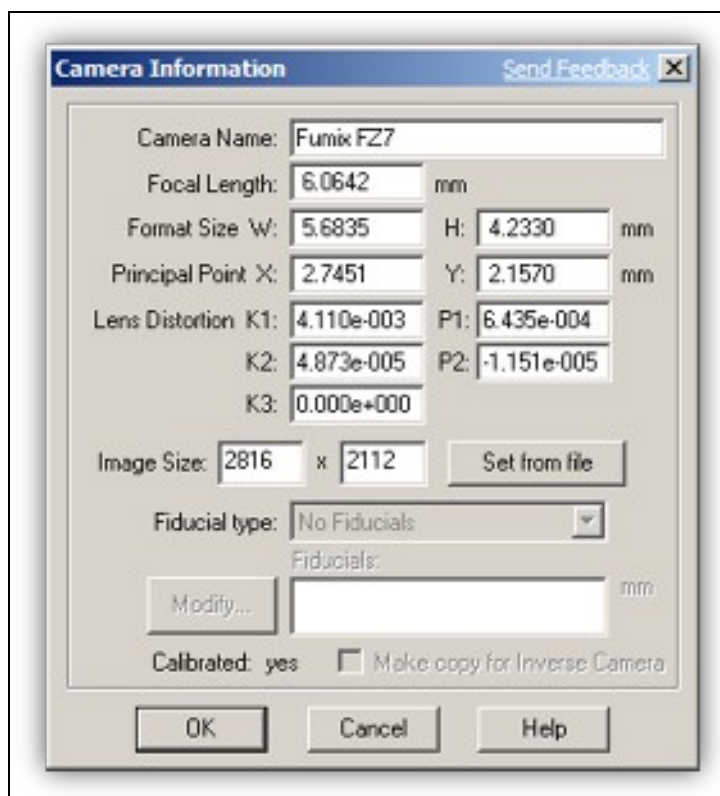 Camera Information Send Feedback
Camera Name: Fumix FZ7
Focal Length: 6.0642 mm
Format Size W: 5.6835 H: 4.2330 mm
Principal Point X: 2.7451 Y: 2.1570 mm
Lens Distortion K1: 4.110e-003 P1: 6.435e-004
K2: 4.873e-005 P2: -1.151e-005
K3: 0.000e+000
Image Size: 2816 x 2112 Set from file
Fiducial type: No Fiducials
Fiducials:
Modify... mm
Calibrated: yes Make copy for Inverse Camera
OK Cancel Help